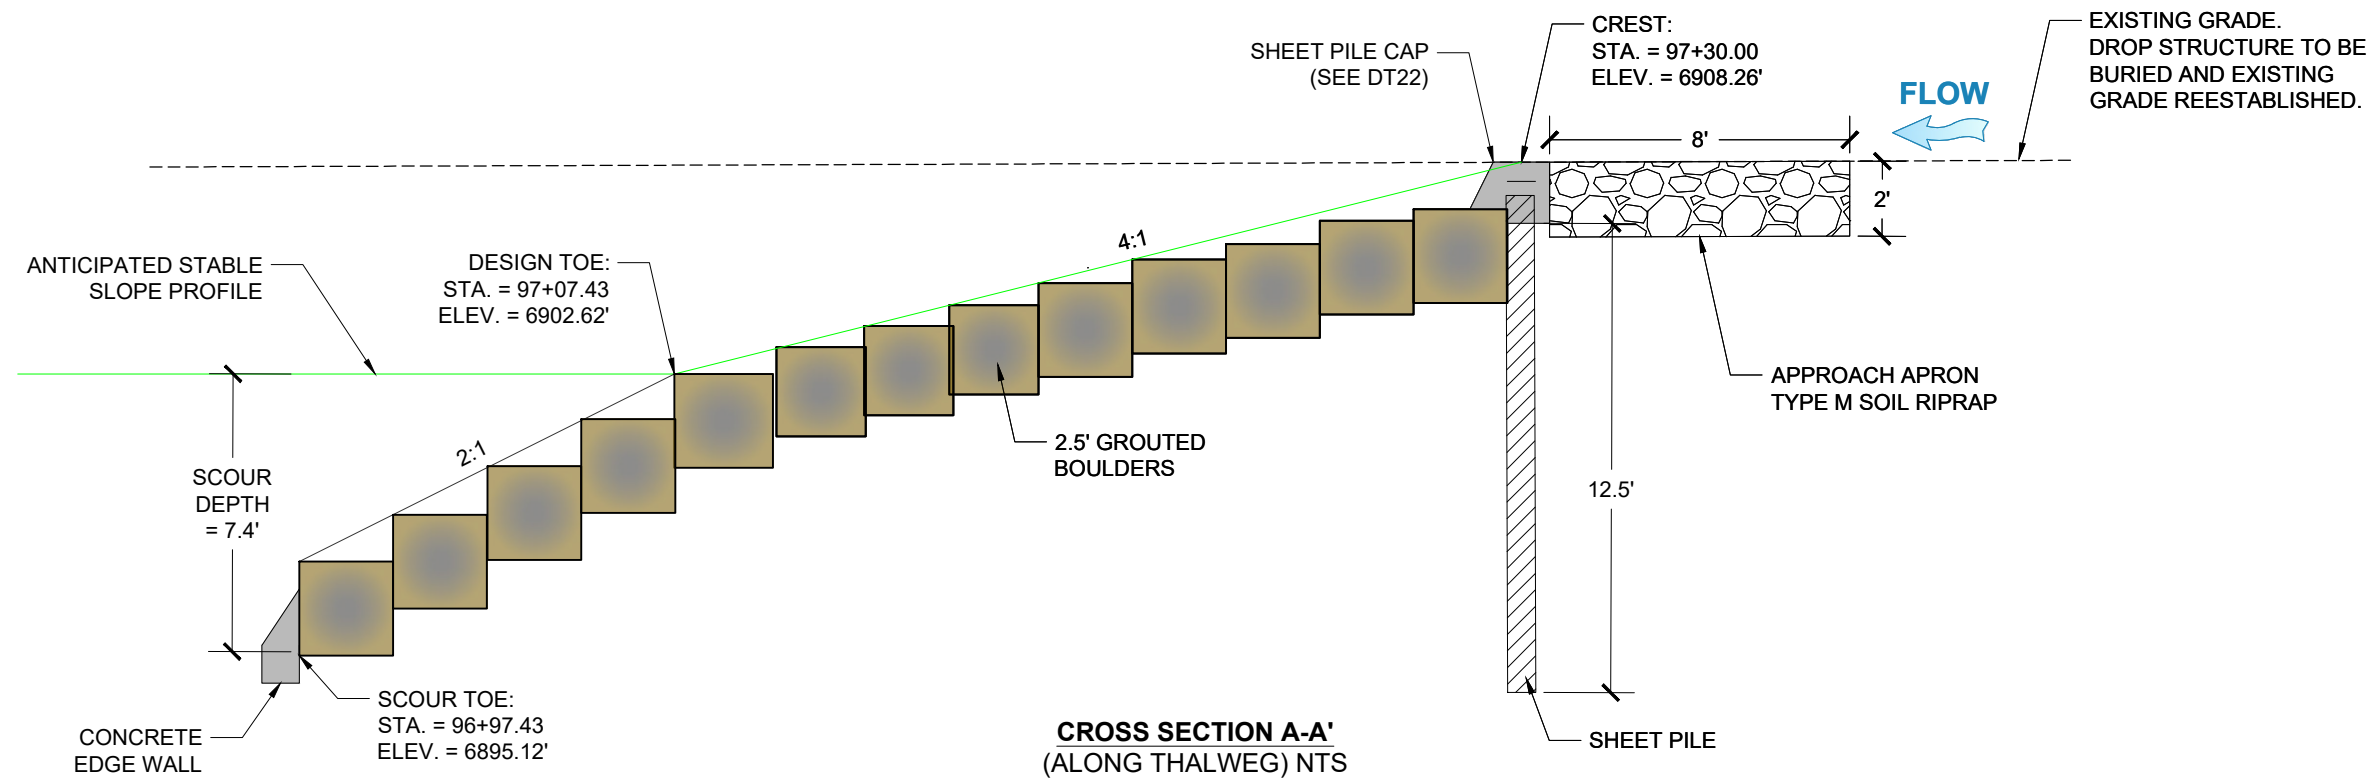 CREST:
STA. = 97+30.00
ELEV. = 6908.26'
EXISTING GRADE.
DROP STRUCTURE TO BE
BURIED AND EXISTING
GRADE REESTABLISHED.
SHEET PILE CAP
(SEE DT22)
FLOW
8'
2'
4:1
ANTICIPATED STABLE
SLOPE PROFILE
DESIGN TOE:
STA. = 97+07.43
ELEV. = 6902.62'
APPROACH APRON
TYPE M SOIL RIPRAP
2.5' GROUTED
BOULDERS
2:1
SCOUR
DEPTH
= 7.4'
12.5'
SCOUR TOE:
STA. = 96+97.43
ELEV. = 6895.12'
CONCRETE
EDGE WALL
SHEET PILE
CROSS SECTION A-A'
(ALONG THALWEG) NTS